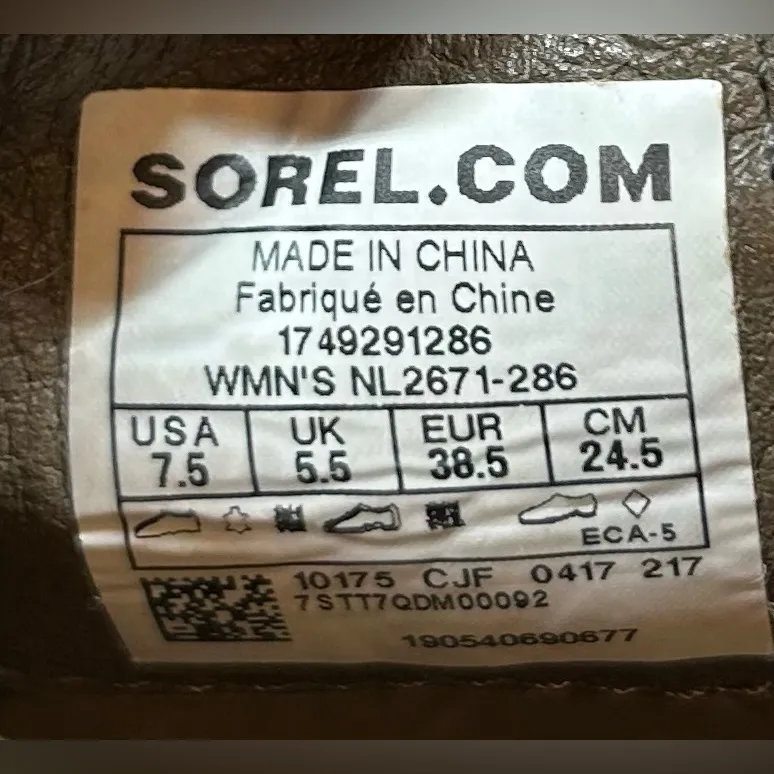 SOREL.COM
MADE IN CHINA
Fabriqué en Chine
1749291286
WMN'S NL2671-286
USA UK EUR CM
7.5 5.5 38.5 24.5
ECA-5
10175 CJF 0417 217
7STT7QDM00092
190540690677